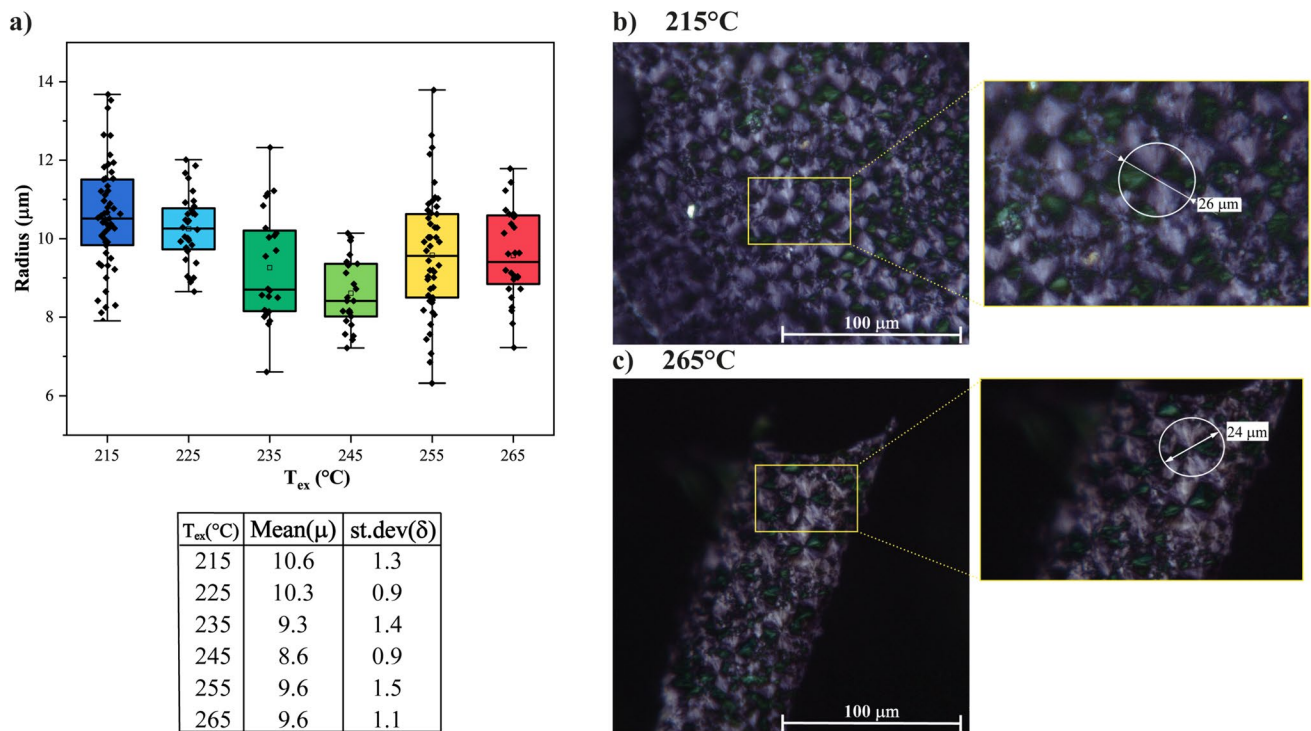 a)
Radius (μm)
14
12
10
8
6
215 225 235 245 255 265
T_ex (°C)
T_ex(°C) Mean(μ) st.dev(δ)
215 10.6 1.3
225 10.3 0.9
235 9.3 1.4
245 8.6 0.9
255 9.6 1.5
265 9.6 1.1
b) 215°C
100 μm
26 μm
c) 265°C
100 μm
24 μm